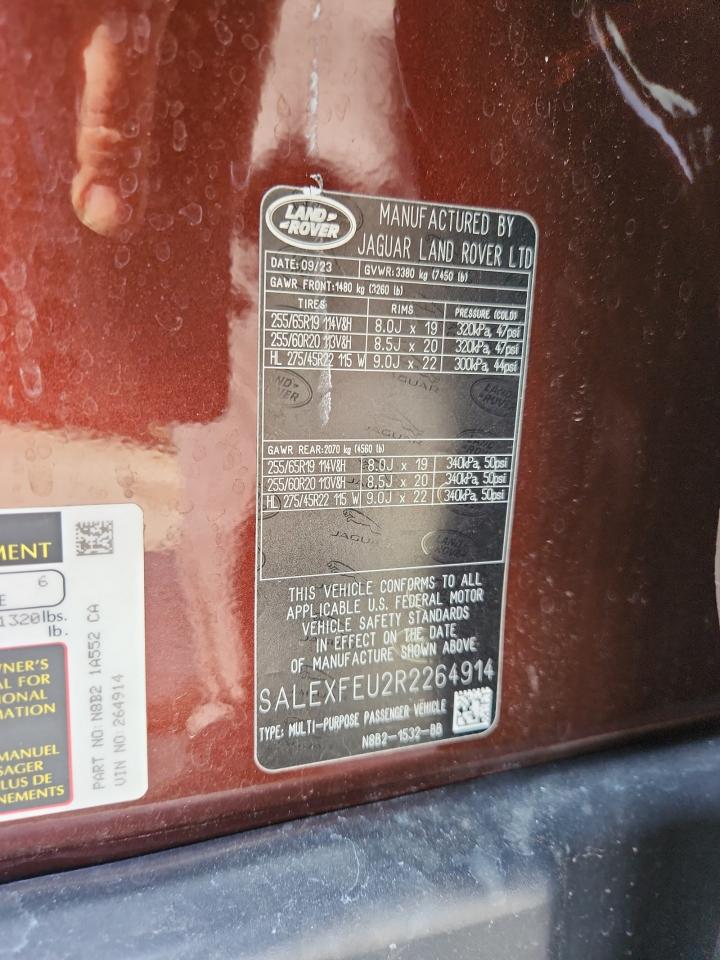 LAND
ROVER
MANUFACTURED BY
JAGUAR LAND ROVER LTD
DATE: 09/23 GVWR: 3380 kg (7450 lb)
GAWR FRONT: 1480 kg (3260 lb)
TIRES RIMS PRESSURE (COLD)
255/65R19 114V&H 8.0J x 19 320kPa, 47psi
255/60R20 113V&H 8.5J x 20 320kPa, 47psi
HL 275/45R22 115 W 9.0J x 22 300kPa, 44psi
JAGUAR
JAGUAR
GAWR REAR: 2070 kg (4560 lb)
255/65R19 114V&H 8.0J x 19 340kPa, 50psi
255/60R20 113V&H 8.5J x 20 340kPa, 50psi
HL 275/45R22 115 W 9.0J x 22 340kPa, 50psi
JAGUAR
LAND
ROVER
THIS VEHICLE CONFORMS TO ALL
APPLICABLE U.S. FEDERAL MOTOR
VEHICLE SAFETY STANDARDS
IN EFFECT ON THE DATE
OF MANUFACTURE SHOWN ABOVE
SALEXFEU2R2264914
TYPE: MULTI-PURPOSE PASSENGER VEHICLE
N8B2-1532-BB
MENT
6
E
1320lbs.
lb.
NER'S
AL FOR
IONAL
MATION
MANUEL
SAGER
LUS DE
NEMENTS
PART NO: N8B2 1A552 CA
VIN NO: 264914